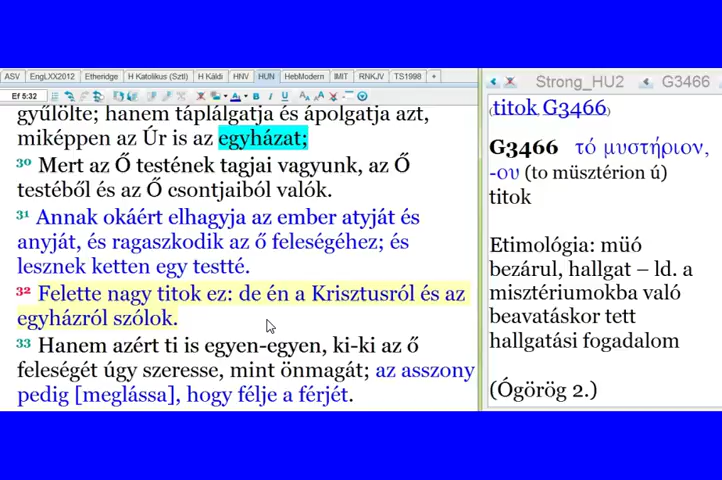 ASV EngLXX2012 Etheridge H Katolikus (Sztl) H Káldi HNV HUN HebModern IMIT RNKJV TS1998 +
Ef 5:32
gyűlölte; hanem táplálgatja és ápolgatja azt,
miképpen az Úr is az egyházat;
30 Mert az Ő testének tagjai vagyunk, az Ő
testéből és az Ő csontjaiból valók.
31 Annak okáért elhagyja az ember atyját és
anyját, és ragaszkodik az ő feleségéhez; és
lesznek ketten egy testté.
32 Felette nagy titok ez: de én a Krisztusról és az
egyházról szólok.
33 Hanem azért ti is egyen-egyen, ki-ki az ő
feleségét úgy szeresse, mint önmagát; az asszony
pedig [meglássa], hogy félje a férjét.
Strong_HU2 G3466
(titok G3466)
G3466 τό μυστήριον,
-ου (to müsztérion ú)
titok
Etimológia: müó
bezárul, hallgat – ld. a
misztériumokba való
beavatáskor tett
hallgatási fogadalom
(Ógörög 2.)